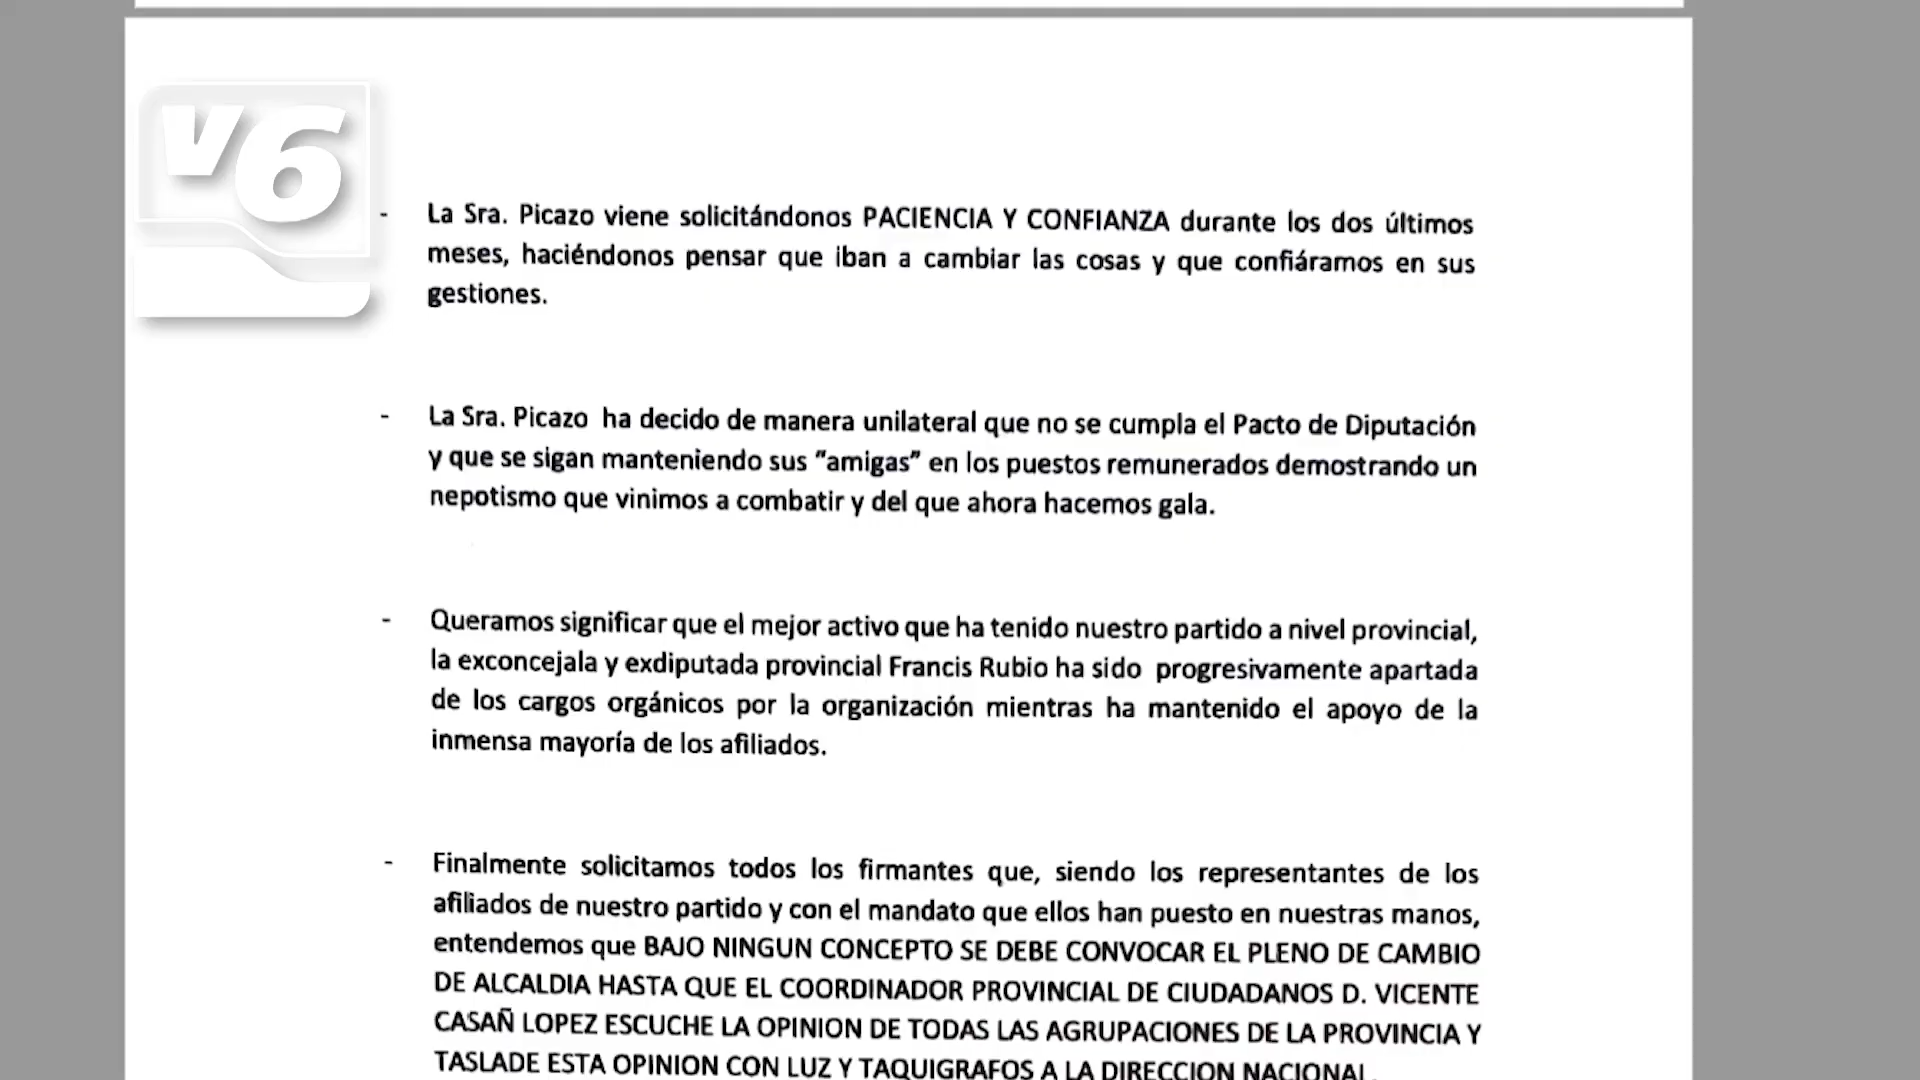 V6
- La Sra. Picazo viene solicitándonos PACIENCIA Y CONFIANZA durante los dos últimos
meses, haciéndonos pensar que iban a cambiar las cosas y que confiáramos en sus
gestiones.
- La Sra. Picazo ha decido de manera unilateral que no se cumpla el Pacto de Diputación
y que se sigan manteniendo sus “amigas” en los puestos remunerados demostrando un
nepotismo que vinimos a combatir y del que ahora hacemos gala.
- Queramos significar que el mejor activo que ha tenido nuestro partido a nivel provincial,
la exconcejala y exdiputada provincial Francis Rubio ha sido progresivamente apartada
de los cargos orgánicos por la organización mientras ha mantenido el apoyo de la
inmensa mayoría de los afiliados.
- Finalmente solicitamos todos los firmantes que, siendo los representantes de los
afiliados de nuestro partido y con el mandato que ellos han puesto en nuestras manos,
entendemos que BAJO NINGUN CONCEPTO SE DEBE CONVOCAR EL PLENO DE CAMBIO
DE ALCALDIA HASTA QUE EL COORDINADOR PROVINCIAL DE CIUDADANOS D. VICENTE
CASAÑ LOPEZ ESCUCHE LA OPINION DE TODAS LAS AGRUPACIONES DE LA PROVINCIA Y
TASLADE ESTA OPINION CON LUZ Y TAQUIGRAFOS A LA DIRECCION NACIONAL.